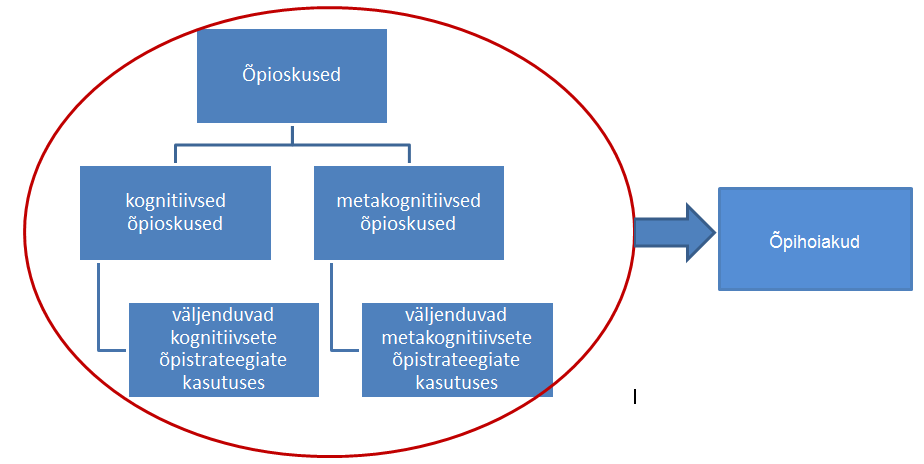 Õpioskused
kognitiivsed
õpioskused
metakognitiivsed
õpioskused
väljenduvad
kognitiivsete
õpistrateegiate
kasutuses
väljenduvad
metakognitiivsete
õpistrateegiate
kasutuses
Õpihoiakud